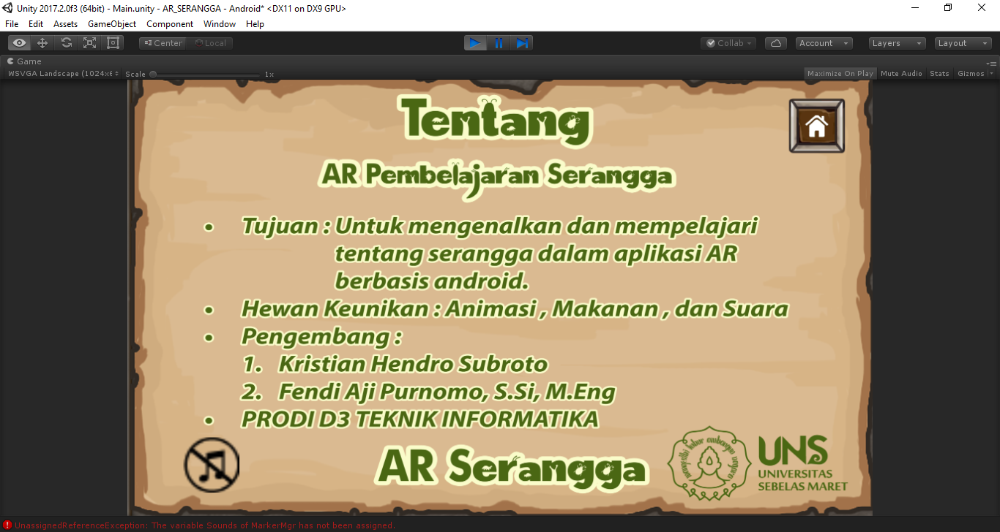 Unity 2017.2.0f3 (64bit) - Main.unity - AR_SERANGGA - Android* <DX11 on DX9 GPU>
File Edit Assets GameObject Component Window Help
Center Local Collab Account Layers Layout
Game
WSVGA Landscape (1024x6 Scale 1x Maximize On Play Mute Audio Stats Gizmos
Tentang
AR Pembelajaran Serangga
• Tujuan : Untuk mengenalkan dan mempelajari
tentang serangga dalam aplikasi AR
berbasis android.
• Hewan Keunikan : Animasi , Makanan , dan Suara
• Pengembang :
1. Kristian Hendro Subroto
2. Fendi Aji Purnomo, S.Si, M.Eng
• PRODI D3 TEKNIK INFORMATIKA
AR Serangga
UNS
UNIVERSITAS
SEBELAS MARET
UnassignedReferenceException: The variable Sounds of MarkerMgr has not been assigned.